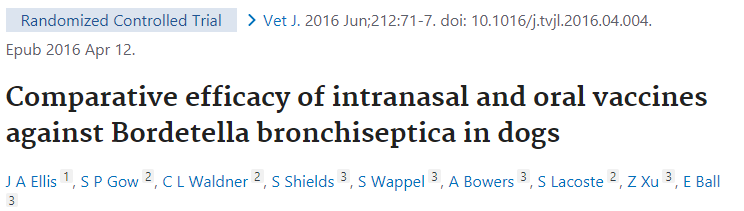 Randomized Controlled Trial > Vet J. 2016 Jun;212:71-7. doi: 10.1016/j.tvjl.2016.04.004.
Epub 2016 Apr 12.
Comparative efficacy of intranasal and oral vaccines
against Bordetella bronchiseptica in dogs
J A Ellis 1, S P Gow 2, C L Waldner 2, S Shields 3, S Wappel 3, A Bowers 3, S Lacoste 2, Z Xu 3, E Ball
3